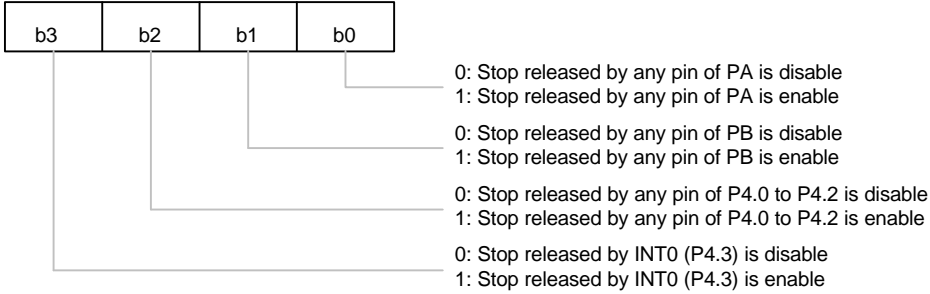 b3 b2 b1 b0
0: Stop released by any pin of PA is disable
1: Stop released by any pin of PA is enable
0: Stop released by any pin of PB is disable
1: Stop released by any pin of PB is enable
0: Stop released by any pin of P4.0 to P4.2 is disable
1: Stop released by any pin of P4.0 to P4.2 is enable
0: Stop released by INT0 (P4.3) is disable
1: Stop released by INT0 (P4.3) is enable